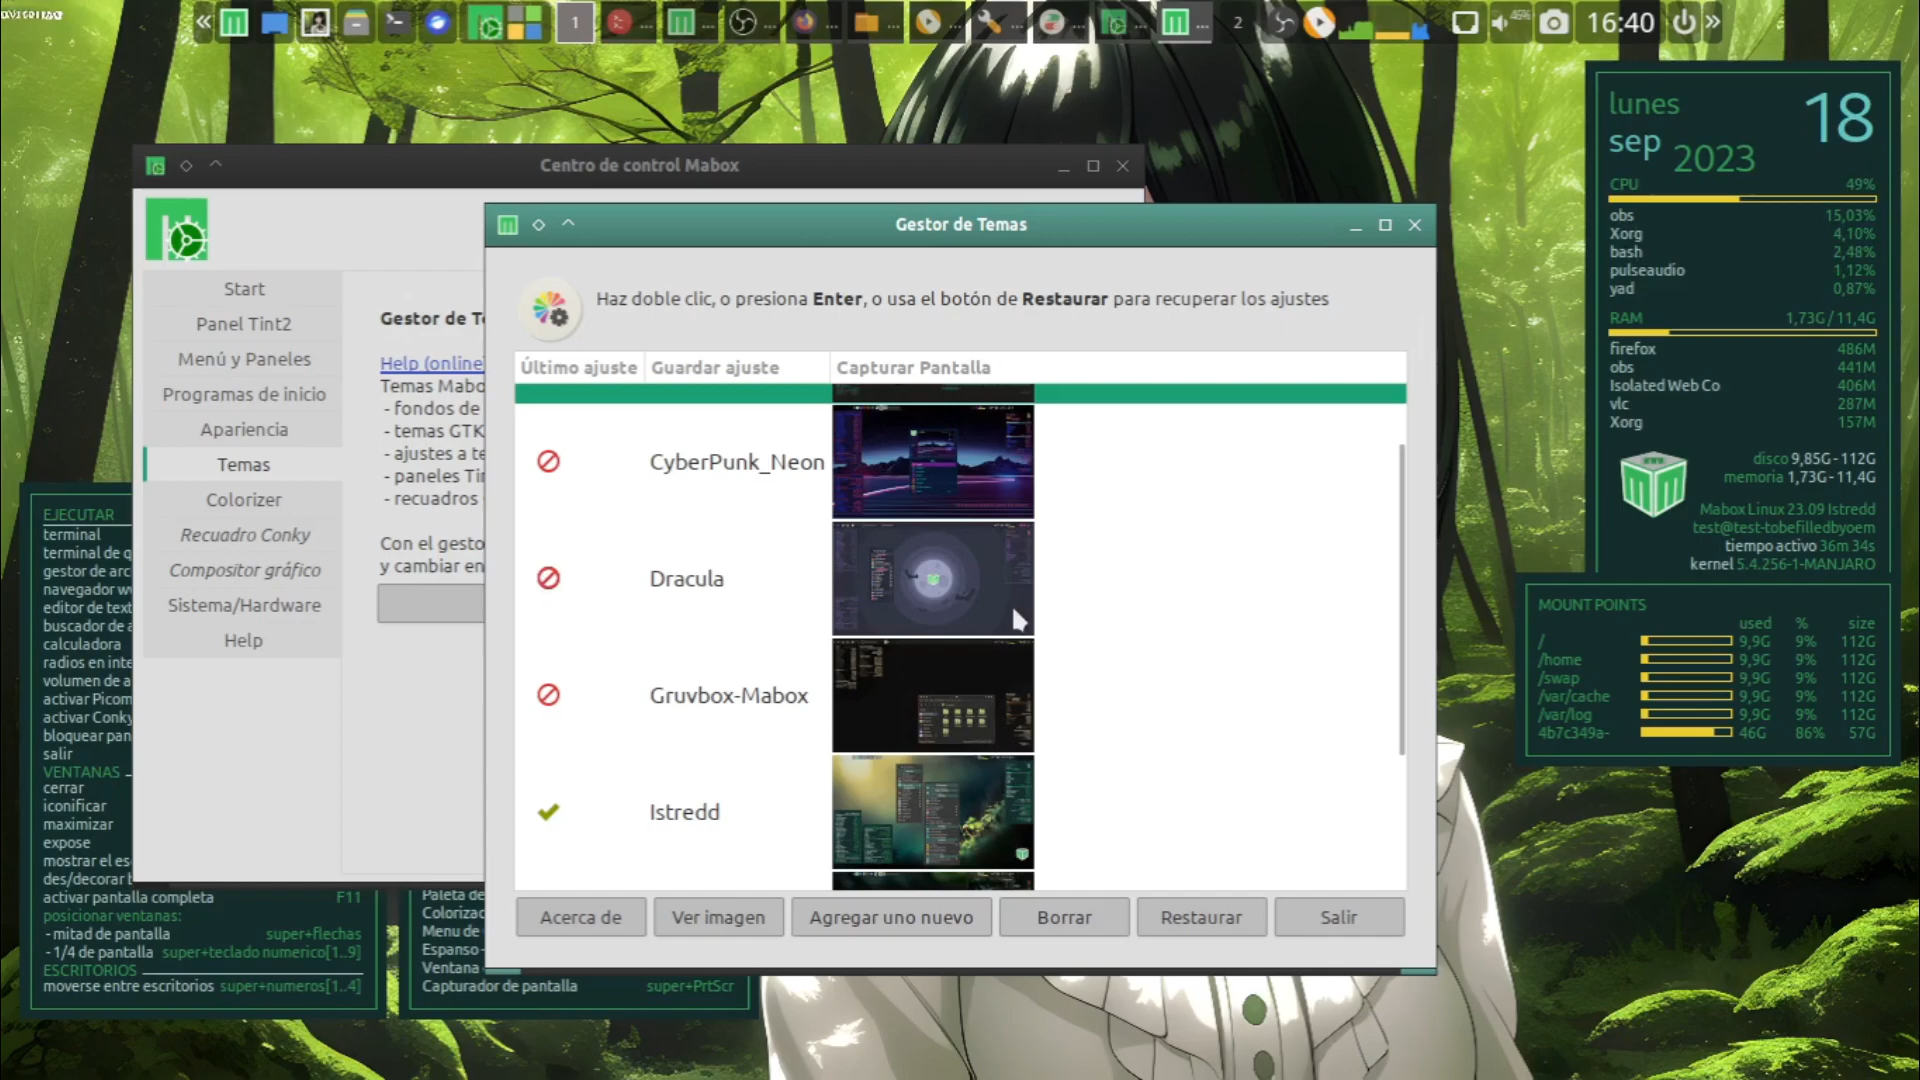 1
2
46%
16:40
Centro de control Mabox
Start
Panel Tint2
Menú y Paneles
Programas de inicio
Apariencia
Temas
Colorizer
Recuadro Conky
Compositor gráfico
Sistema/Hardware
Help
Gestor de Te
Help (online)
Temas Mabo
- fondos de
- temas GTK
- ajustes a te
- paneles Tin
- recuadros
Con el gesto
y cambiar en
Gestor de Temas
Haz doble clic, o presiona Enter, o usa el botón de Restaurar para recuperar los ajustes
Último ajuste Guardar ajuste Capturar Pantalla
CyberPunk_Neon
Dracula
Gruvbox-Mabox
Istredd
Acerca de Ver imagen Agregar uno nuevo Borrar Restaurar Salir
EJECUTAR
terminal
terminal de q
gestor de arc
navegador w
editor de text
buscador de a
calculadora
radios en inte
volumen de a
activar Picom
activar Conky
bloquear pan
salir
VENTANAS
cerrar
iconificar
maximizar
expose
mostrar el es
des/decorar b
activar pantalla completa F11
posicionar ventanas:
- mitad de pantalla super+flechas
- 1/4 de pantalla super+teclado numerico[1..9]
ESCRITORIOS
moverse entre escritorios super+numeros[1..4]
Paleta de
Colorizac
Menu de
Espanso-
Ventana
Capturador de pantalla super+PrtScr
lunes 18
sep 2023
CPU 49%
obs 15,03%
Xorg 4,10%
bash 2,48%
pulseaudio 1,12%
yad 0,87%
RAM 1,73G/11,4G
firefox 486M
obs 441M
Isolated Web Co 406M
vlc 287M
Xorg 157M
disco 9,85G-112G
memoria 1,73G-11,4G
Mabox Linux 23.09 Istredd
test@test-tobefilledbyoem
tiempo activo 36m 34s
kernel 5.4.256-1-MANJARO
MOUNT POINTS
used % size
/ 9,9G 9% 112G
/home 9,9G 9% 112G
/swap 9,9G 9% 112G
/var/cache 9,9G 9% 112G
/var/log 9,9G 9% 112G
4b7c349a- 46G 86% 57G